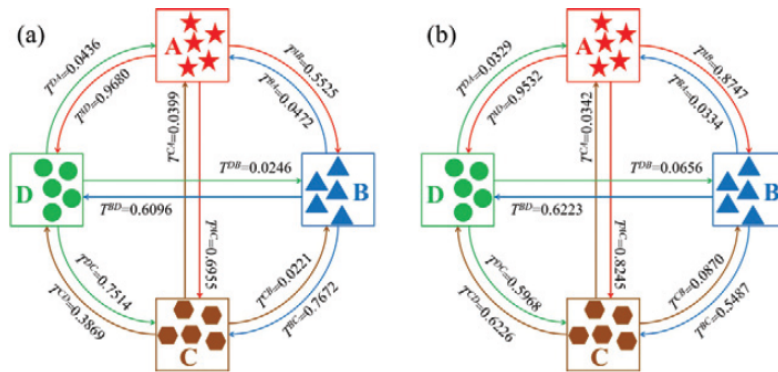 (a)
A
T^DA=0.0436
T^AD=0.9680
T^AB=0.5525
T^BA=0.0472
T^CA=0.0399
D
T^DB=0.0246
B
T^BD=0.6096
T^AC=0.6955
T^DC=0.7514
T^CD=0.3869
T^CB=0.0221
T^BC=0.7672
C
(b)
A
T^DA=0.0329
T^AD=0.9532
T^AB=0.8747
T^BA=0.0334
T^CA=0.0342
D
T^DB=0.0656
B
T^BD=0.6223
T^AC=0.8245
T^DC=0.5968
T^CD=0.6226
T^CB=0.0870
T^BC=0.5487
C